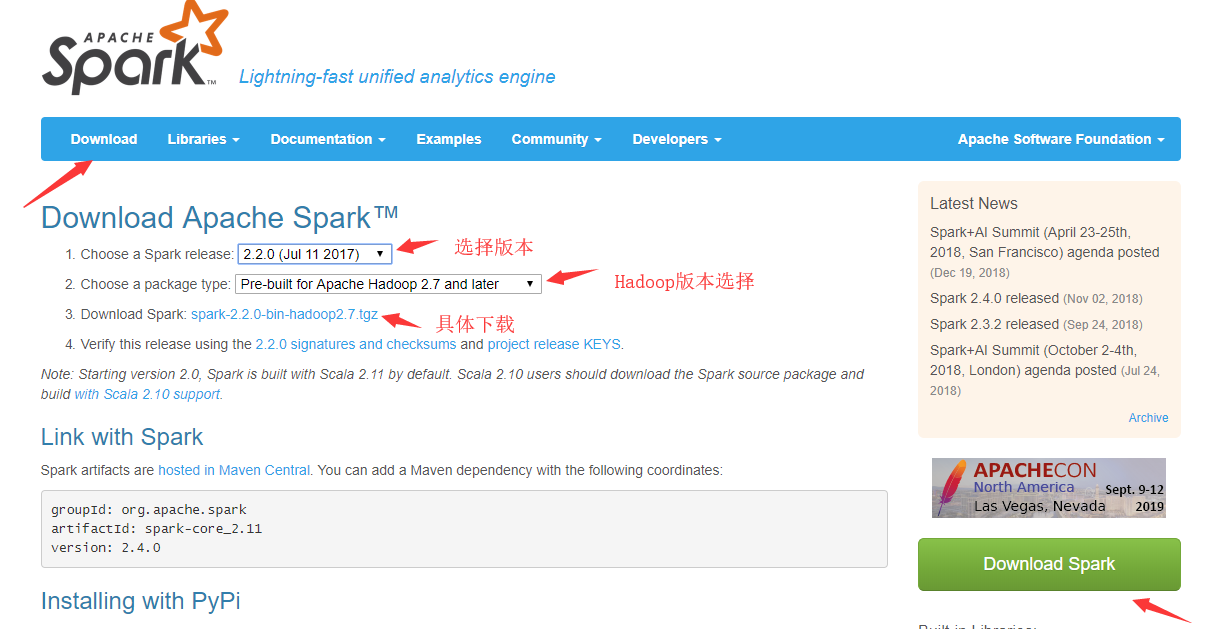 APACHE
Spark™
Lightning-fast unified analytics engine
Download Libraries Documentation Examples Community Developers Apache Software Foundation
Download Apache Spark™
1. Choose a Spark release: 2.2.0 (Jul 11 2017) 选择版本
2. Choose a package type: Pre-built for Apache Hadoop 2.7 and later Hadoop版本选择
3. Download Spark: spark-2.2.0-bin-hadoop2.7.tgz 具体下载
4. Verify this release using the 2.2.0 signatures and checksums and project release KEYS.
Note: Starting version 2.0, Spark is built with Scala 2.11 by default. Scala 2.10 users should download the Spark source package and
build with Scala 2.10 support.
Link with Spark
Spark artifacts are hosted in Maven Central. You can add a Maven dependency with the following coordinates:
groupId: org.apache.spark
artifactId: spark-core_2.11
version: 2.4.0
Installing with PyPi
Latest News
Spark+AI Summit (April 23-25th,
2018, San Francisco) agenda posted
(Dec 19, 2018)
Spark 2.4.0 released (Nov 02, 2018)
Spark 2.3.2 released (Sep 24, 2018)
Spark+AI Summit (October 2-4th,
2018, London) agenda posted (Jul 24,
2018)
Archive
APACHECON
North America
Sept. 9-12
Las Vegas, Nevada 2019
Download Spark
Built-in Libraries: